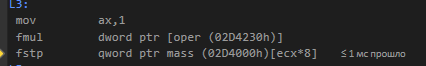 L3:
mov ax,1
fmul dword ptr [oper (02D4230h)]
fstp qword ptr mass (02D4000h)[ecx*8] ≤ 1 мс прошло